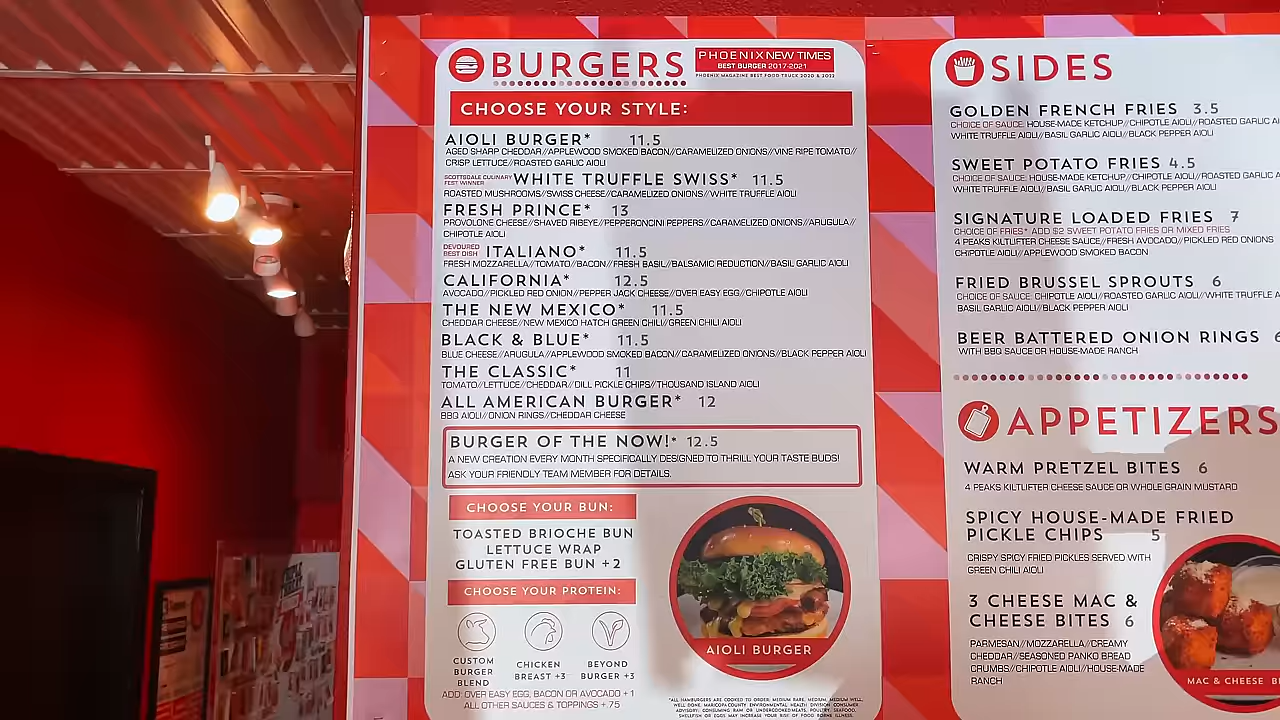 BURGERS
PHOENIX NEW TIMES
BEST BURGER 2017-2021
PHOENIX MAGAZINE BEST FOOD TRUCK 2020 & 2022
CHOOSE YOUR STYLE:
AIOLI BURGER* 11.5
AGED SHARP CHEDDAR//APPLEWOOD SMOKED BACON//CARAMELIZED ONIONS//VINE RIPE TOMATO//
CRISP LETTUCE//ROASTED GARLIC AIOLI
SCOTTSDALE CULINARY
FEST WINNER
WHITE TRUFFLE SWISS* 11.5
ROASTED MUSHROOMS//SWISS CHEESE//CARAMELIZED ONIONS//WHITE TRUFFLE AIOLI
FRESH PRINCE* 13
PROVOLONE CHEESE//SHAVED RIBEYE//PEPPERONCINI PEPPERS//CARAMELIZED ONIONS//ARUGULA//
CHIPOTLE AIOLI
DEVOURED
BEST DISH
ITALIANO* 11.5
FRESH MOZZARELLA//TOMATO//BACON//FRESH BASIL//BALSAMIC REDUCTION//BASIL GARLIC AIOLI
CALIFORNIA* 12.5
AVOCADO//PICKLED RED ONION//PEPPER JACK CHEESE//OVER EASY EGG//CHIPOTLE AIOLI
THE NEW MEXICO* 11.5
CHEDDAR CHEESE//NEW MEXICO HATCH GREEN CHILI//GREEN CHILI AIOLI
BLACK & BLUE* 11.5
BLUE CHEESE//ARUGULA//APPLEWOOD SMOKED BACON//CARAMELIZED ONIONS//BLACK PEPPER AIOLI
THE CLASSIC* 11
TOMATO//LETTUCE//CHEDDAR//DILL PICKLE CHIPS//THOUSAND ISLAND AIOLI
ALL AMERICAN BURGER* 12
BBQ AIOLI//ONION RINGS//CHEDDAR CHEESE
BURGER OF THE NOW!* 12.5
A NEW CREATION EVERY MONTH SPECIFICALLY DESIGNED TO THRILL YOUR TASTE BUDS!
ASK YOUR FRIENDLY TEAM MEMBER FOR DETAILS.
CHOOSE YOUR BUN:
TOASTED BRIOCHE BUN
LETTUCE WRAP
GLUTEN FREE BUN +2
CHOOSE YOUR PROTEIN:
CUSTOM
BURGER
BLEND
CHICKEN
BREAST +3
BEYOND
BURGER +3
ADD OVER EASY EGG, BACON OR AVOCADO + 1
ALL OTHER SAUCES & TOPPINGS + 75
AIOLI BURGER
*ALL HAMBURGERS ARE COOKED TO ORDER, MEDIUM RARE, MEDIUM, MEDIUM WELL,
WELL DONE. MARICOPA COUNTY ENVIRONMENTAL HEALTH DIVISION CONSUMER
ADVISORY: CONSUMING RAW OR UNDERCOOKED MEATS, POULTRY, SEAFOOD,
SHELLFISH OR EGGS MAY INCREASE YOUR RISK OF FOOD BORNE ILLNESS.
SIDES
GOLDEN FRENCH FRIES 3.5
CHOICE OF SAUCE: HOUSE-MADE KETCHUP//CHIPOTLE AIOLI//ROASTED GARLIC
WHITE TRUFFLE AIOLI//BASIL GARLIC AIOLI//BLACK PEPPER AIOLI
SWEET POTATO FRIES 4.5
CHOICE OF SAUCE: HOUSE-MADE KETCHUP//CHIPOTLE AIOLI//ROASTED GARLIC
WHITE TRUFFLE AIOLI//BASIL GARLIC AIOLI//BLACK PEPPER AIOLI
SIGNATURE LOADED FRIES 7
CHOICE OF FRIES* ADD $2 SWEET POTATO FRIES OR MIXED FRIES
4 PEAKS KILTLIFTER CHEESE SAUCE//FRESH AVOCADO//PICKLED RED ONIONS
CHIPOTLE AIOLI//APPLEWOOD SMOKED BACON
FRIED BRUSSEL SPROUTS 6
CHOICE OF SAUCE: CHIPOTLE AIOLI//ROASTED GARLIC AIOLI//WHITE TRUFFLE
BASIL GARLIC AIOLI//BLACK PEPPER AIOLI
BEER BATTERED ONION RINGS
WITH BBQ SAUCE OR HOUSE-MADE RANCH
APPETIZERS
WARM PRETZEL BITES 6
4 PEAKS KILTLIFTER CHEESE SAUCE OR WHOLE GRAIN MUSTARD
SPICY HOUSE-MADE FRIED
PICKLE CHIPS 5
CRISPY SPICY FRIED PICKLES SERVED WITH
GREEN CHILI AIOLI
3 CHEESE MAC &
CHEESE BITES 6
PARMESAN//MOZZARELLA//CREAMY
CHEDDAR//SEASONED PANKO BREAD
CRUMBS//CHIPOTLE AIOLI//HOUSE-MADE
RANCH
MAC & CHEESE